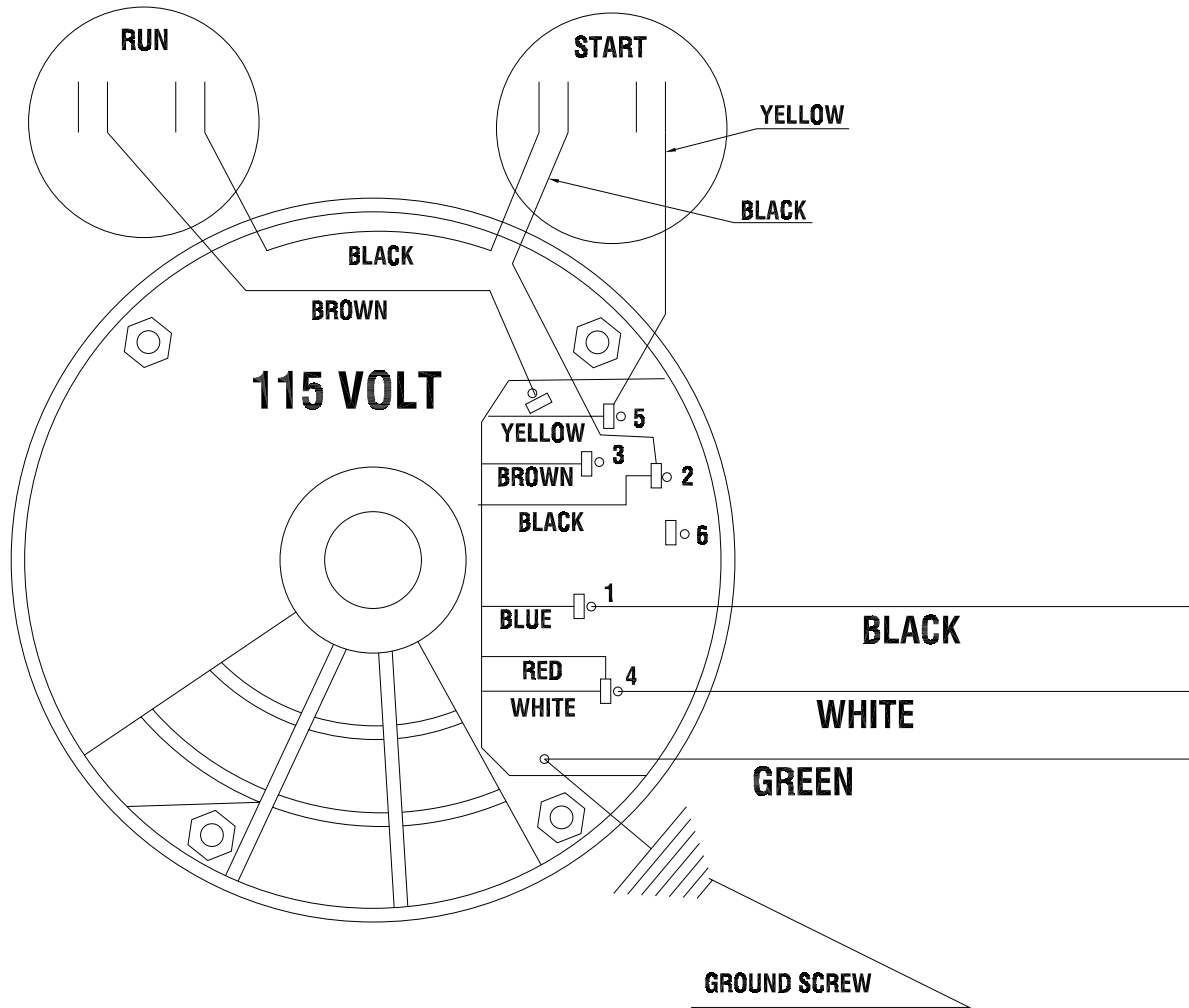 RUN
START
YELLOW
BLACK
BLACK
BROWN
115 VOLT
5
YELLOW
3
BROWN
2
BLACK
6
1
BLUE
BLACK
RED
4
WHITE
WHITE
GREEN
GROUND SCREW